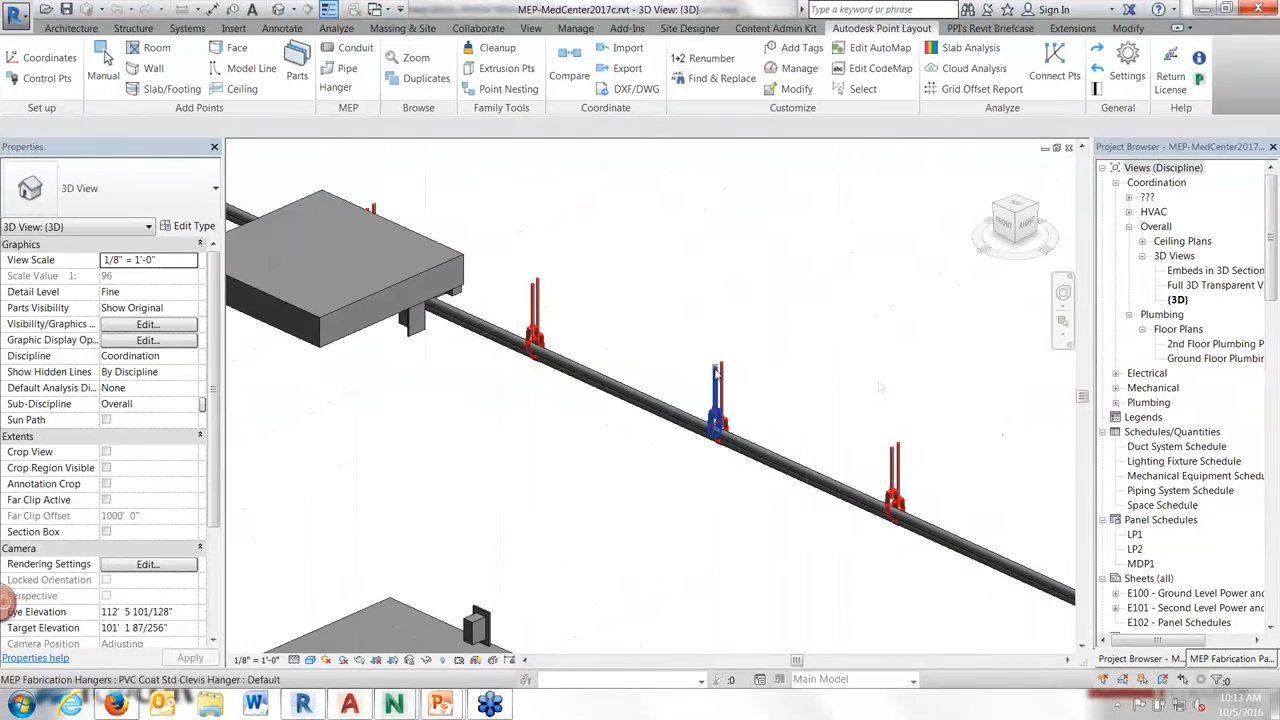 MEP-MedCenter2017c.rvt - 3D View: {3D}
Type a keyword or phrase
Sign In
Architecture Structure Systems Insert Annotate Analyze Massing & Site Collaborate View Manage Add-Ins Site Designer Content Admin Kit Autodesk Point Layout PPI's Revit Briefcase Extensions Modify
Coordinates
Control Pts
Set up
Manual
Room
Wall
Slab/Footing
Face
Model Line
Ceiling
Parts
Add Points
Conduit
Pipe
Hanger
MEP
Zoom
Duplicates
Browse
Cleanup
Extrusion Pts
Point Nesting
Family Tools
Compare
Import
Export
DXF/DWG
Coordinate
Renumber
Find & Replace
Add Tags
Manage
Modify
Edit AutoMap
Edit CodeMap
Select
Customize
Slab Analysis
Cloud Analysis
Grid Offset Report
Connect Pts
Analyze
Settings
General
Return
License
Help
Properties
3D View
3D View: {3D}
Edit Type
Graphics
View Scale 1/8" = 1'-0"
Scale Value 1: 96
Detail Level Fine
Parts Visibility Show Original
Visibility/Graphics ... Edit...
Graphic Display Op... Edit...
Discipline Coordination
Show Hidden Lines By Discipline
Default Analysis Di... None
Sub-Discipline Overall
Sun Path
Extents
Crop View
Crop Region Visible
Annotation Crop
Far Clip Active
Far Clip Offset 1000' 0"
Section Box
Camera
Rendering Settings Edit...
Locked Orientation
Perspective
Eye Elevation 112' 5 101/128"
Target Elevation 101' 1 87/256"
Camera Position Adjusting
Properties help
Apply
FRONT
RIGHT
Project Browser - MEP-MedCenter2017...
Views (Discipline)
Coordination
???
HVAC
Overall
Ceiling Plans
3D Views
Embeds in 3D Section
Full 3D Transparent V
{3D}
Plumbing
Floor Plans
2nd Floor Plumbing
Ground Floor Plumbin
Electrical
Mechanical
Plumbing
Legends
Schedules/Quantities
Duct System Schedule
Lighting Fixture Schedule
Mechanical Equipment Schedule
Piping System Schedule
Space Schedule
Panel Schedules
LP1
LP2
MDP1
Sheets (all)
E100 - Ground Level Power and
E101 - Second Level Power and
E102 - Panel Schedules
Project Browser - M...
MEP Fabrication Pa...
1/8" = 1'-0"
MEP Fabrication Hangers : PVC Coat Std Clevis Hanger : Default
:0
Main Model
:0
10:13 AM
10/5/2016